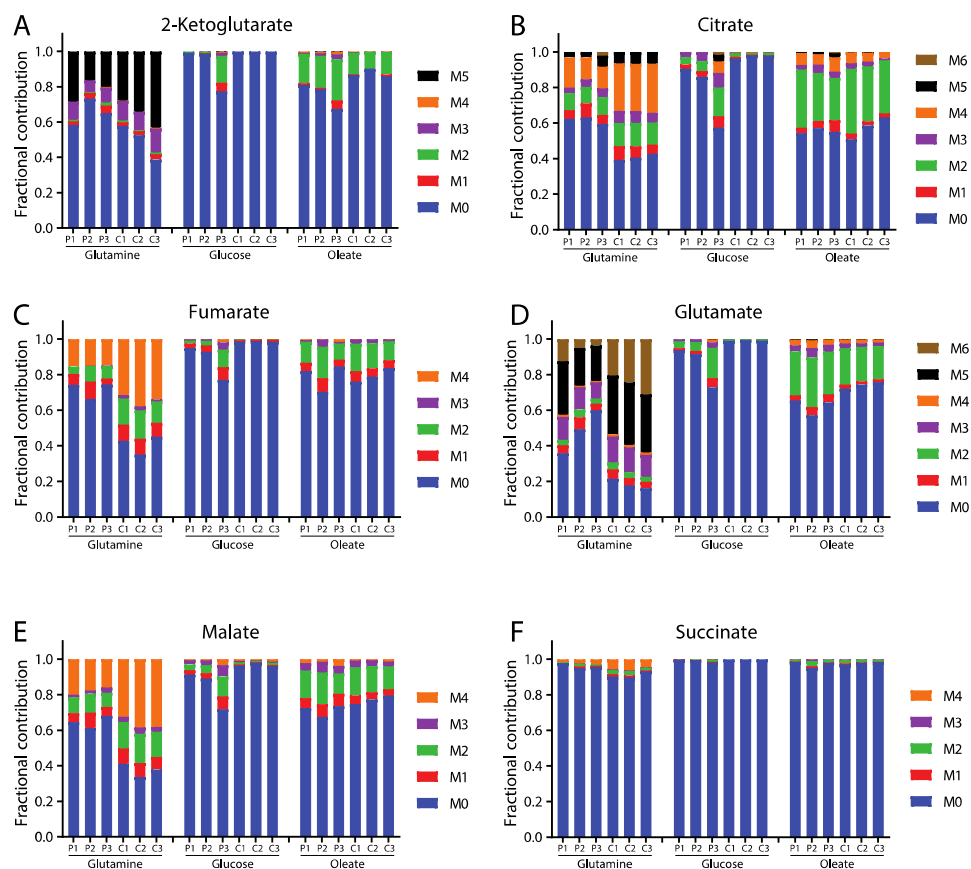 A
2-Ketoglutarate
Fractional contribution
1.0
0.8
0.6
0.4
0.2
0.0
P1 P2 P3 C1 C2 C3 P1 P2 P3 C1 C2 C3 P1 P2 P3 C1 C2 C3
Glutamine Glucose Oleate
M5
M4
M3
M2
M1
M0
B
Citrate
Fractional contribution
1.0
0.8
0.6
0.4
0.2
0.0
P1 P2 P3 C1 C2 C3 P1 P2 P3 C1 C2 C3 P1 P2 P3 C1 C2 C3
Glutamine Glucose Oleate
M6
M5
M4
M3
M2
M1
M0
C
Fumarate
Fractional contribution
1.0
0.8
0.6
0.4
0.2
0.0
P1 P2 P3 C1 C2 C3 P1 P2 P3 C1 C2 C3 P1 P2 P3 C1 C2 C3
Glutamine Glucose Oleate
M4
M3
M2
M1
M0
D
Glutamate
Fractional contribution
1.0
0.8
0.6
0.4
0.2
0.0
P1 P2 P3 C1 C2 C3 P1 P2 P3 C1 C2 C3 P1 P2 P3 C1 C2 C3
Glutamine Glucose Oleate
M6
M5
M4
M3
M2
M1
M0
E
Malate
Fractional contribution
1.0
0.8
0.6
0.4
0.2
0.0
P1 P2 P3 C1 C2 C3 P1 P2 P3 C1 C2 C3 P1 P2 P3 C1 C2 C3
Glutamine Glucose Oleate
M4
M3
M2
M1
M0
F
Succinate
Fractional contribution
1.0
0.8
0.6
0.4
0.2
0.0
P1 P2 P3 C1 C2 C3 P1 P2 P3 C1 C2 C3 P1 P2 P3 C1 C2 C3
Glutamine Glucose Oleate
M4
M3
M2
M1
M0